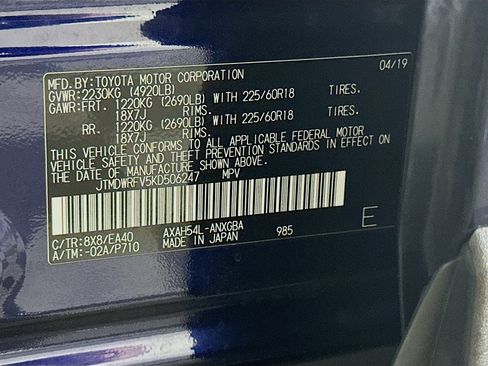 04/19
MFD.BY:TOYOTA MOTOR CORPORATION
GVWR:2230KG (4920LB)
GAWR:FRT. 1220KG (2690LB) WITH 225/60R18 TIRES.
18X7J RIMS.
RR. 1220KG (2690LB) WITH 225/60R18 TIRES.
18X7J RIMS.
THIS VEHICLE CONFORMS TO ALL APPLICABLE FEDERAL MOTOR
VEHICLE SAFETY AND THEFT PREVENTION STANDARDS IN EFFECT ON
THE DATE OF MANUFACTURE SHOWN ABOVE.
JTMDWRFV5KD506247 MPV
E
C/TR:8X8/EA40 AXAH54L-ANXGBA
A/TM:-02A/P710 MADE IN JAPAN 985